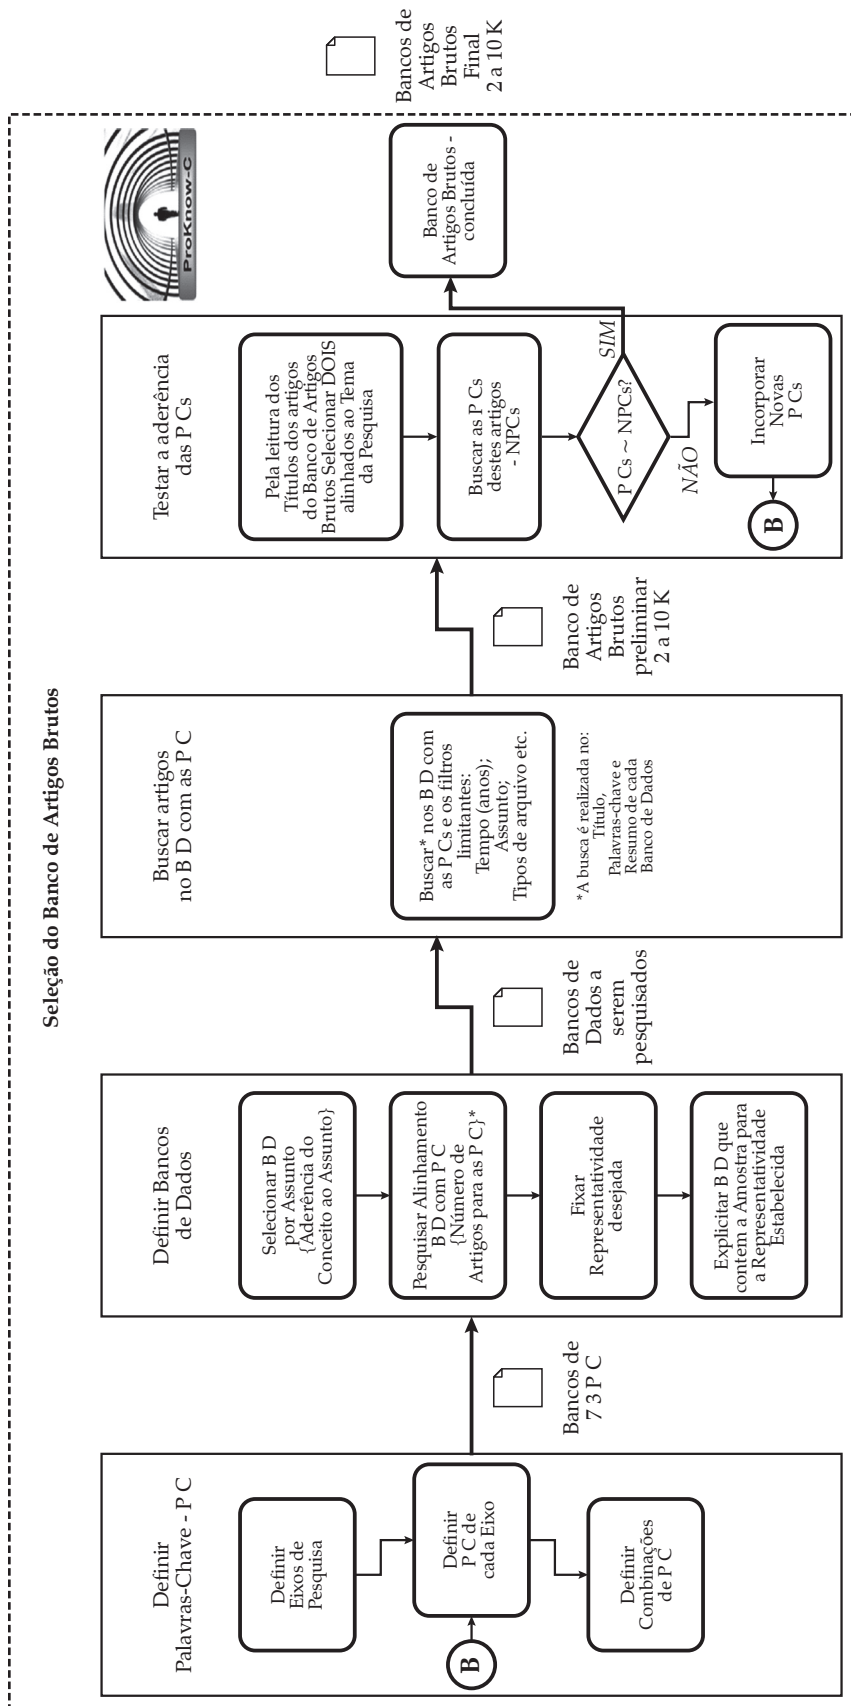 Seleção do Banco de Artigos Brutos
Definir
Palavras-Chave - P C
Definir
Eixos de
Pesquisa
Definir
P C de
cada Eixo
B
Definir
Combinações
de P C
Bancos de
7 3 P C
Definir Bancos
de Dados
Selecionar B D
por Assunto
{Aderência do
Conceito ao Assunto}
Pesquisar Alinhamento
B D com P C
{Número de
Artigos para as P C}*
Fixar
Representatividade
desejada
Explicitar B D que
contem a Amostra para
a Representatividade
Estabelecida
Bancos de
Dados a
serem
pesquisados
Buscar artigos
no B D com as P C
Buscar* nos B D com
as P Cs e os filtros
limitantes:
Tempo (anos);
Assunto;
Tipos de arquivo etc.
*A busca é realizada no:
Título,
Palavras-chave e
Resumo de cada
Banco de Dados
Banco de
Artigos
Brutos
preliminar
2 a 10 K
Testar a aderência
das P Cs
Pela leitura dos
Títulos dos artigos
do Banco de Artigos
Brutos Selecionar DOIS
alinhados ao Tema
da Pesquisa
Buscar as P Cs
destes artigos
- NPCs
P Cs ~ NPCs?
SIM
NÃO
Incorporar
Novas
P Cs
B
ProKnow-C
Banco de
Artigos Brutos -
concluída
Bancos de
Artigos
Brutos
Final
2 a 10 K